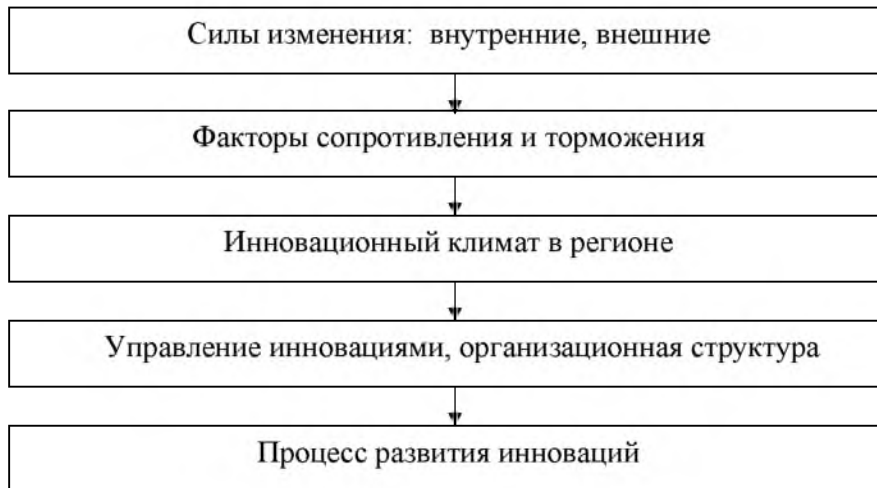 Силы изменения: внутренние, внешние
Факторы сопротивления и торможения
Инновационный климат в регионе
Управление инновациями, организационная структура
Процесс развития инноваций